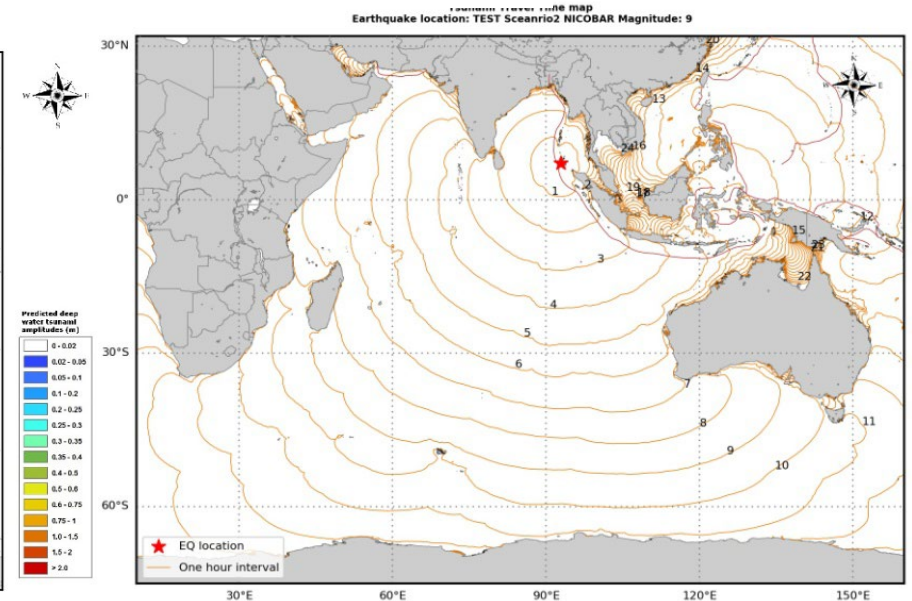 Tsunami Travel Time map
Earthquake location: TEST Sceanrio2 NICOBAR Magnitude: 9
N
W E
S
Predicted deep
water tsunami
amplitudes (m)
0 - 0.02
0.02 - 0.05
0.05 - 0.1
0.1 - 0.2
0.2 - 0.25
0.25 - 0.3
0.3 - 0.35
0.35 - 0.4
0.4 - 0.5
0.5 - 0.6
0.6 - 0.75
0.75 - 1
1.0 - 1.5
1.5 - 2
> 2.0
30°N
0°
30°S
60°S
30°E
60°E
90°E
120°E
150°E
20
14
13
24
16
1
2
19
18
12
15
22
3
4
5
6
7
8
9
10
11
W E
EQ location
One hour interval